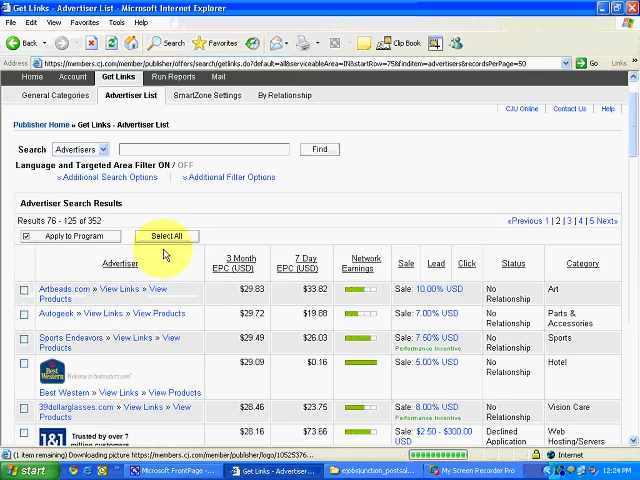 Get Links - Advertiser List - Microsoft Internet Explorer
File Edit View Favorites Tools Help
Back Search Favorites Clip Book
Address https://members.cj.com/member/publisher/offers/search/getlinks.do?default=all&serviceableArea=IN&startRow=75&findItem=advertisers&recordsPerPage=50 Go Links »
Home Account Get Links Run Reports Mail
General Categories Advertiser List SmartZone Settings By Relationship
CJU Online Contact Us Help
Publisher Home » Get Links - Advertiser List
Search Advertisers Find
Language and Targeted Area Filter ON / OFF
Additional Search Options Additional Filter Options
Advertiser Search Results
Results 76 - 125 of 352 «Previous 1 | 2 | 3 | 4 | 5 Next»
Apply to Program Select All
Advertiser 3 Month EPC (USD) 7 Day EPC (USD) Network Earnings Sale Lead Click Status Category
Artbeads.com » View Links » View Products $29.83 $33.82 Sale: 10.00% USD No Relationship Art
Autogeek » View Links » View Products $29.72 $19.88 Sale: 7.00% USD No Relationship Parts & Accessories
Sports Endeavors » View Links » View Products $29.49 $26.03 Sale: 7.50% USD Performance Incentive No Relationship Sports
Best Western Welcome to bestwestern.com $29.09 $0.16 Sale: 5.00% USD No Relationship Hotel
Best Western » View Links » View Products
39dollarglasses.com » View Links » View Products $28.46 $23.75 Sale: 8.00% USD Performance Incentive No Relationship Vision Care
1&1 Trusted by over 7 million customers $28.16 $73.66 Sale: $2.50 - $300.00 USD Declined Application Web Hosting/Servers
(1 item remaining) Downloading picture https://members.cj.com/member/publisher/logo/10525376... Internet
start Microsoft FrontPage -... Get Links - Advertiser... ejobsjunction_postsal... My Screen Recorder Pro 12:24 PM